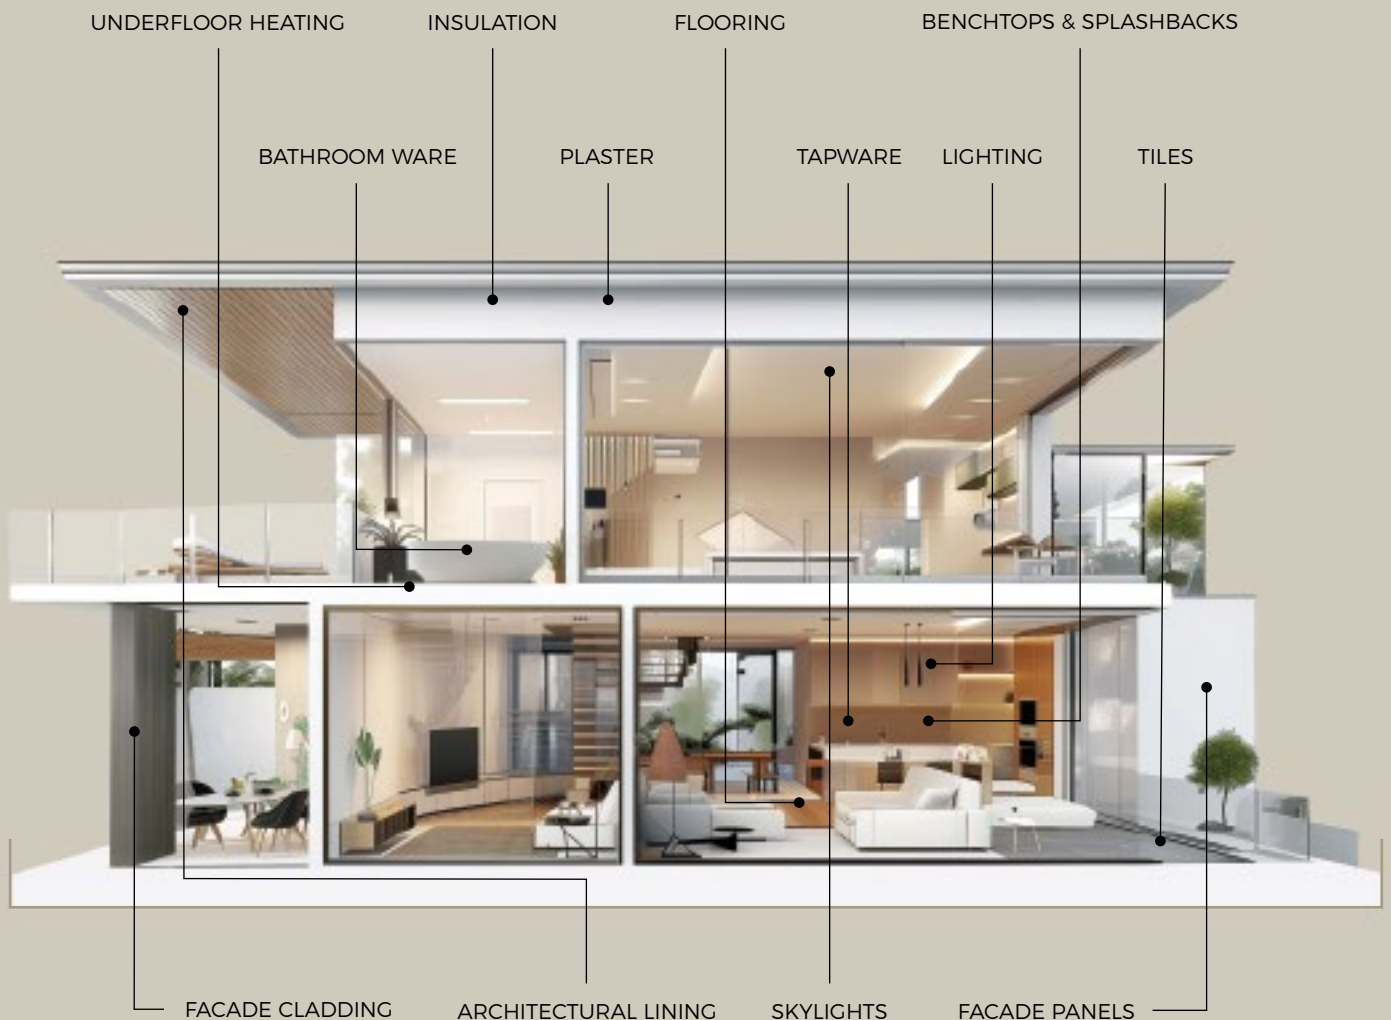 UNDERFLOOR HEATING
INSULATION
FLOORING
BENCHTOPS & SPLASHBACKS
BATHROOM WARE
PLASTER
TAPWARE
LIGHTING
TILES
FACADE CLADDING
ARCHITECTURAL LINING
SKYLIGHTS
FACADE PANELS